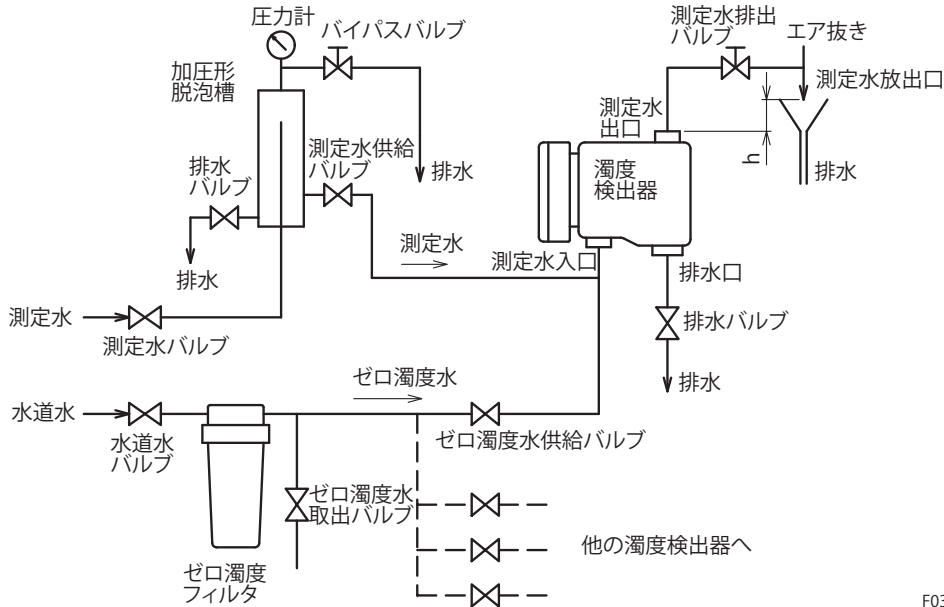 圧力計
バイパスバルブ
測定水排出
バルブ
エア抜き
加圧形
脱泡槽
測定水放出口
測定水
出口
測定水供給
バルブ
排水
バルブ
排水
濁度
検出器
h
排水
測定水
測定水入口
排水口
排水
測定水
測定水バルブ
排水バルブ
ゼロ濁度水
排水
水道水
水道水
バルブ
ゼロ濁度水供給バルブ
ゼロ濁度水
取出バルブ
他の濁度検出器へ
ゼロ濁度
フィルタ
F03